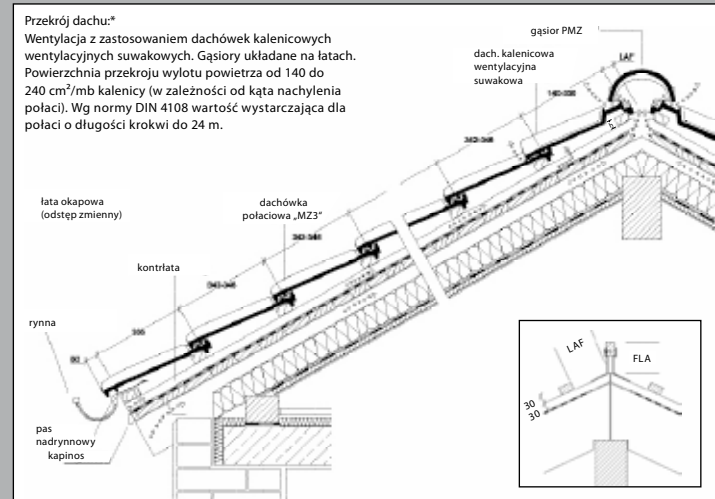 Przekrój dachu:*
Wentylacja z zastosowaniem dachówek kalenicowych
wentylacyjnych suwakowych. Gąsiory układane na łatach.
Powierzchnia przekroju wylotu powietrza od 140 do
240 cm²/mb kalenicy (w zależności od kąta nachylenia
połaci). Wg normy DIN 4108 wartość wystarczająca dla
połaci o długości krokwi do 24 m.
gąsior PMZ
LAF
dach. kalenicowa
wentylacyjna
suwakowa
łata okapowa
(odstęp zmienny)
dachówka
połaciowa „MZ3"
kontrłata
rynna
pas
nadrynnowy
kapinos
LAF
FLA
30
30